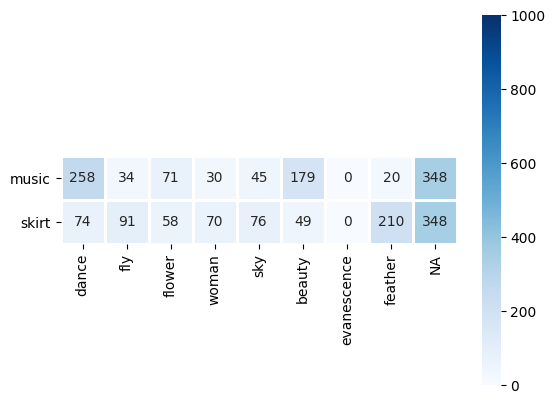 1000
800
600
400
200
0
music 258 34 71 30 45 179 0 20 348
skirt 74 91 58 70 76 49 0 210 348
dance fly flower woman sky beauty evanescence feather NA